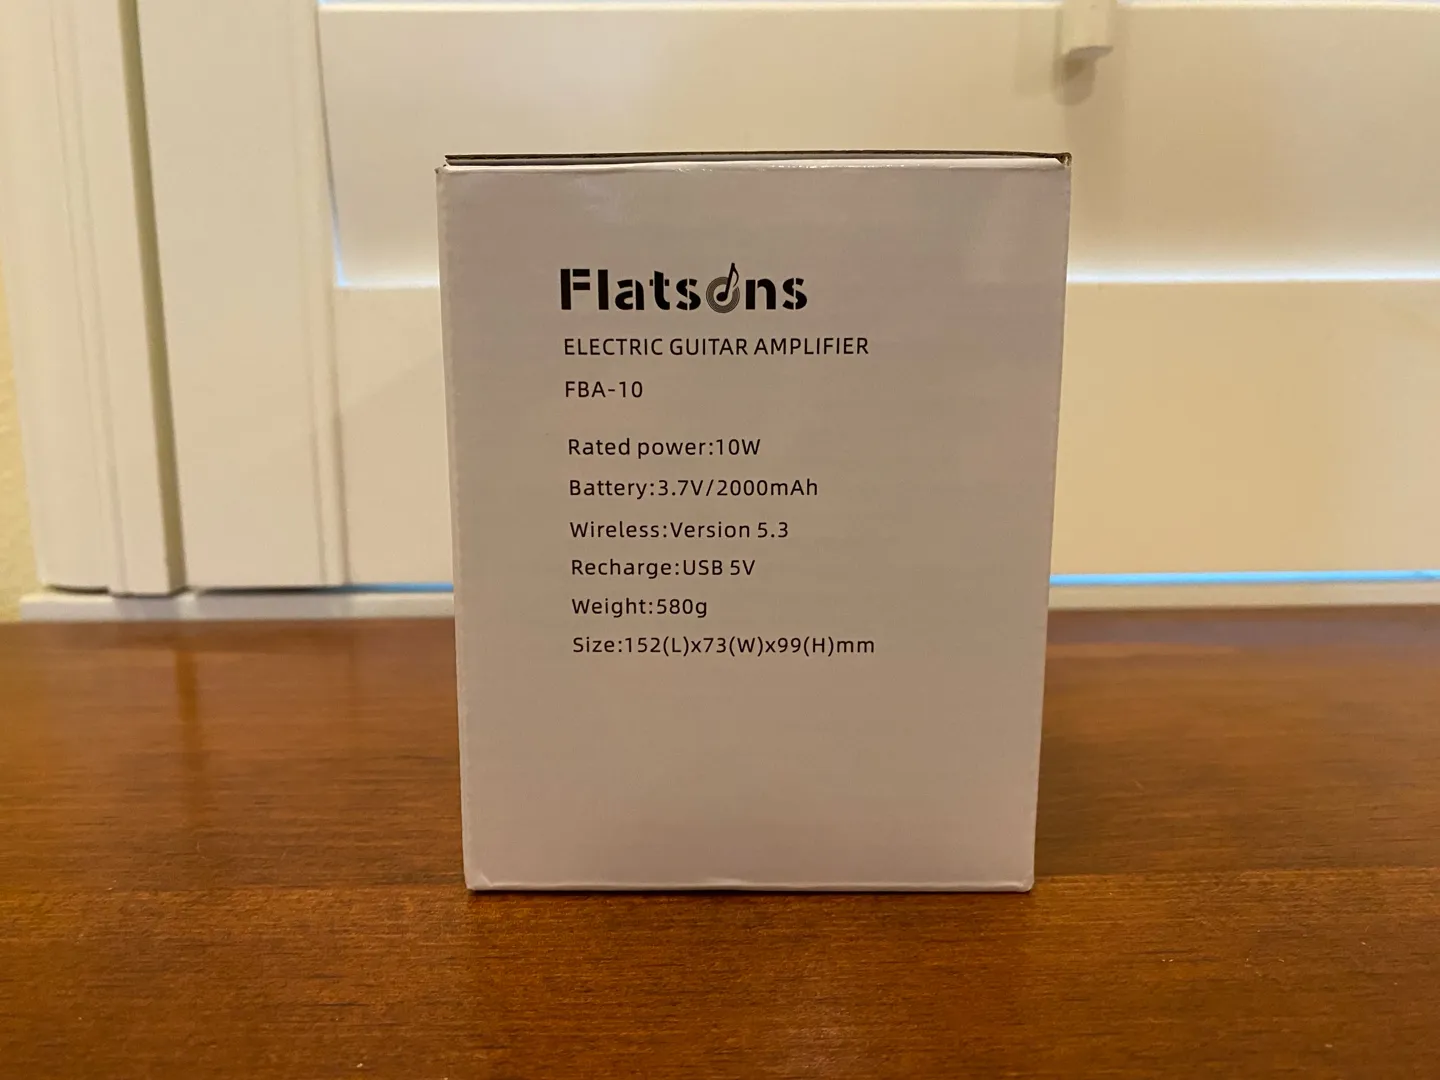 Flatsons
ELECTRIC GUITAR AMPLIFIER
FBA-10
Rated power:10W
Battery:3.7V/2000mAh
Wireless:Version 5.3
Recharge:USB 5V
Weight:580g
Size:152(L)x73(W)x99(H)mm